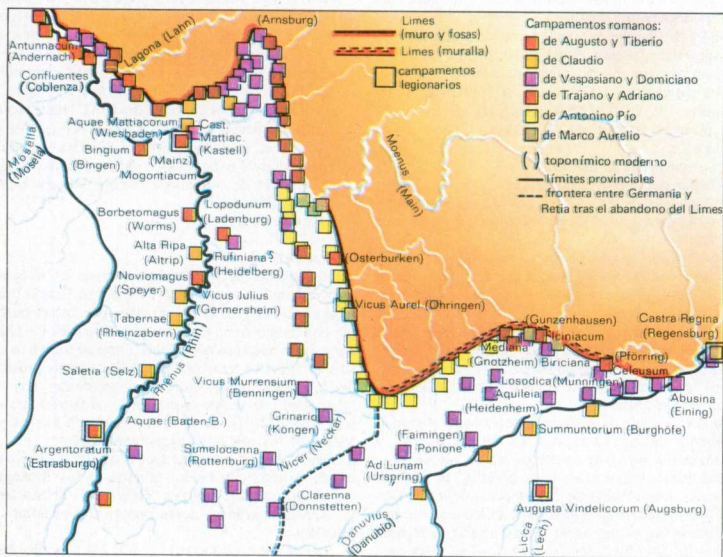 (Arnsburg)
Antunnacum
(Andernach)
Lagona (Lahn)
Confluentes
(Coblenza)
Mosella
(Mosela)
Aquae Mattiacorum
(Wiesbaden)
Cast.
Mattiac.
(Kastell)
Bingium
(Bingen)
(Mainz)
Mogontiacum
Moenus
(Main)
Borbetomagus
(Worms)
Lopodunum
(Ladenburg)
Alta Ripa
(Altrip)
Rufiniana?
(Heidelberg)
Noviomagus
(Speyer)
Vicus Julius
(Germersheim)
Tabernae
(Rheinzabern)
Rhenus (Rhin)
Saletia (Selz)
Aquae (Baden-B.)
Argentoratum
(Estrasburgo)
(Osterburken)
Vicus Aurel (Ohringen)
Vicus Murrensium
(Benningen)
Grinario
(Kongen)
Sumelocenna
(Rottenburg)
Nicer (Neckar)
Clarenna
(Donnstetten)
(Gunzenhausen)
Iciniacum
Mediana
(Gnotzheim)
Biriciana
(Pforring)
Celeusum
Castra Regina
(Regensburg)
Losodica (Munningen)
Aquileia
(Heidenheim)
Abusina
(Eining)
(Faimingen)
Ponione
Summuntorium (Burghöfe)
Ad Lunam
(Urspring)
Augusta Vindelicorum (Augsburg)
Danuvius
(Danubio)
Licca
(Lech)
Limes
(muro y fosas)
Limes (muralla)
campamentos
legionarios
Campamentos romanos:
de Augusto y Tiberio
de Claudio
de Vespasiano y Domiciano
de Trajano y Adriano
de Antonino Pío
de Marco Aurelio
( ) toponímico moderno
límites provinciales
frontera entre Germania y
Retia tras el abandono del Limes